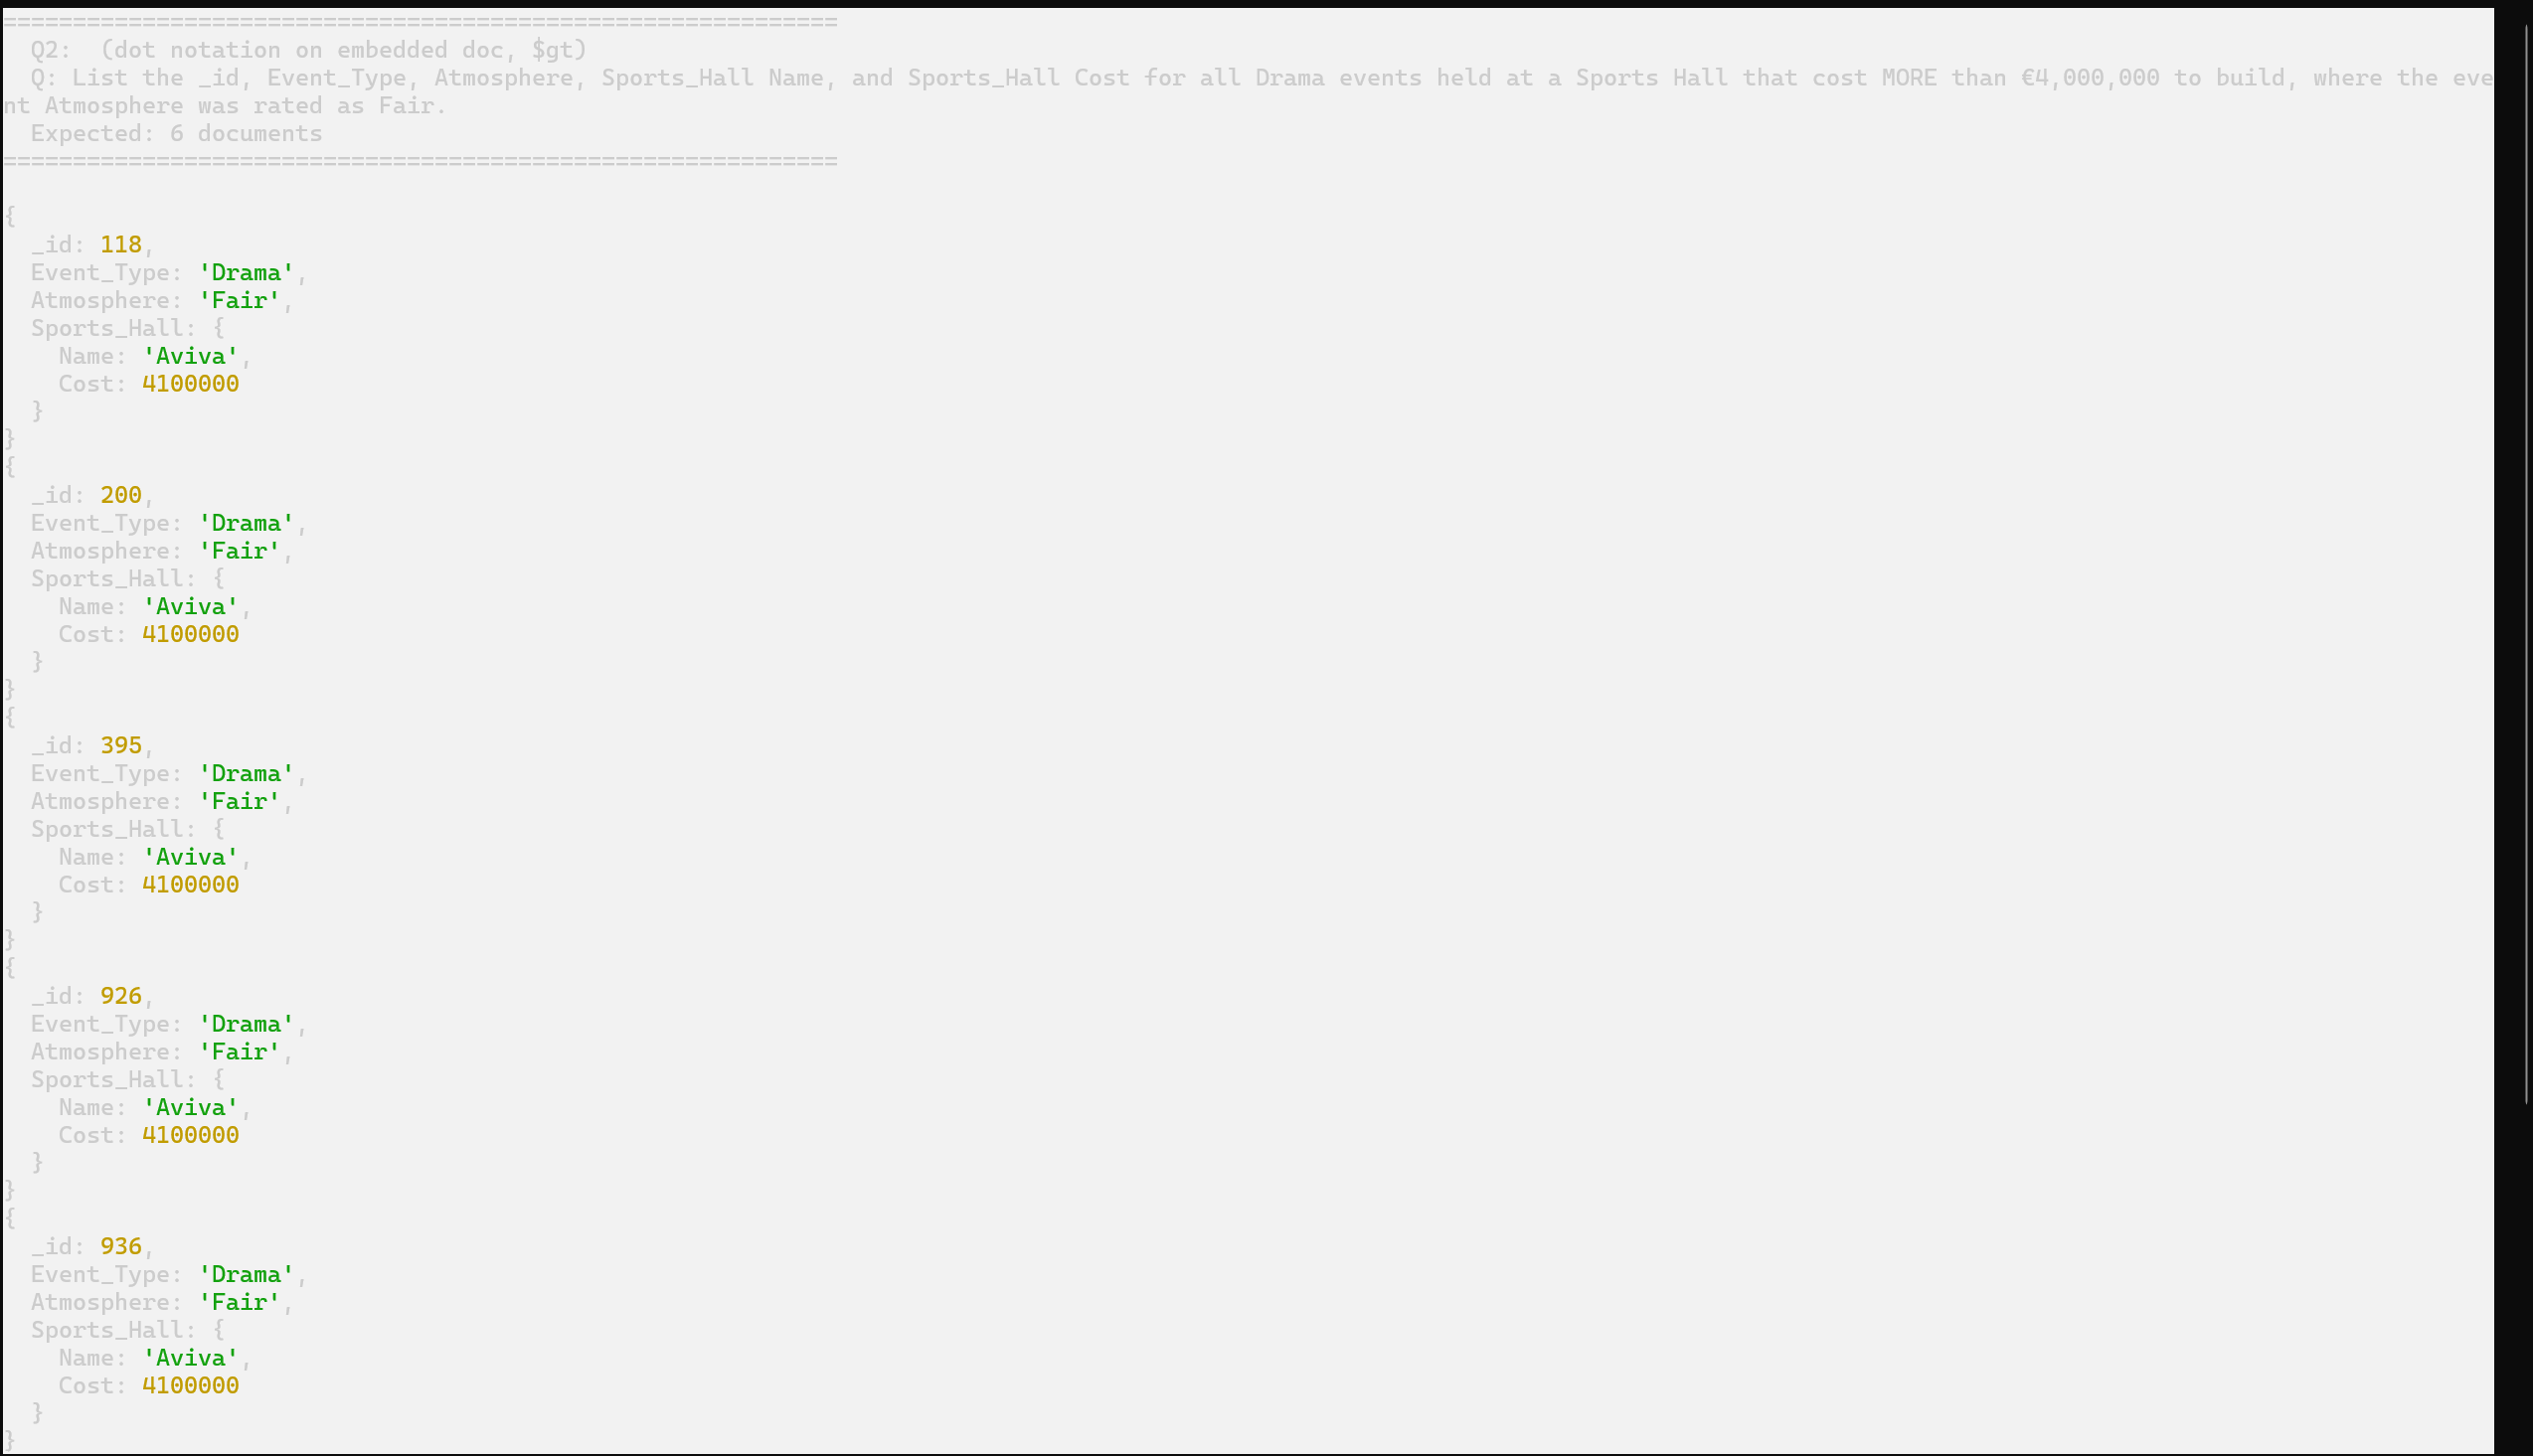 ============================================================
  Q2:  (dot notation on embedded doc, $gt)
  Q: List the _id, Event_Type, Atmosphere, Sports_Hall Name, and Sports_Hall Cost for all Drama events held at a Sports Hall that cost MORE than €4,000,000 to build, where the eve
nt Atmosphere was rated as Fair.
  Expected: 6 documents
============================================================

{
  _id: 118,
  Event_Type: 'Drama',
  Atmosphere: 'Fair',
  Sports_Hall: {
    Name: 'Aviva',
    Cost: 4100000
  }
}
{
  _id: 200,
  Event_Type: 'Drama',
  Atmosphere: 'Fair',
  Sports_Hall: {
    Name: 'Aviva',
    Cost: 4100000
  }
}
{
  _id: 395,
  Event_Type: 'Drama',
  Atmosphere: 'Fair',
  Sports_Hall: {
    Name: 'Aviva',
    Cost: 4100000
  }
}
{
  _id: 926,
  Event_Type: 'Drama',
  Atmosphere: 'Fair',
  Sports_Hall: {
    Name: 'Aviva',
    Cost: 4100000
  }
}
{
  _id: 936,
  Event_Type: 'Drama',
  Atmosphere: 'Fair',
  Sports_Hall: {
    Name: 'Aviva',
    Cost: 4100000
  }
}